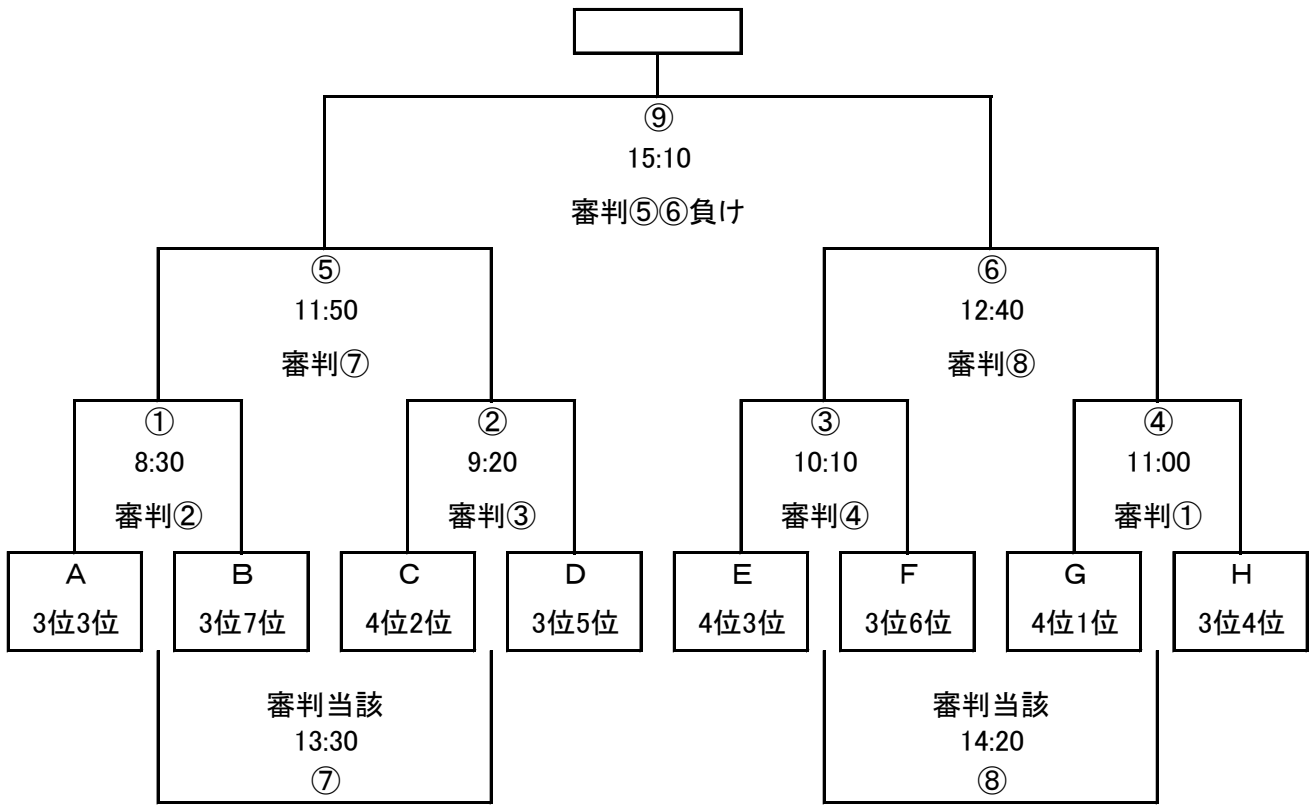 ⑨
15:10
審判⑤⑥負け
⑤
11:50
審判⑦
⑥
12:40
審判⑧
①
8:30
審判②
②
9:20
審判③
③
10:10
審判④
④
11:00
審判①
A
3位3位
B
3位7位
C
4位2位
D
3位5位
E
4位3位
F
3位6位
G
4位1位
H
3位4位
審判当該
13:30
⑦
審判当該
14:20
⑧